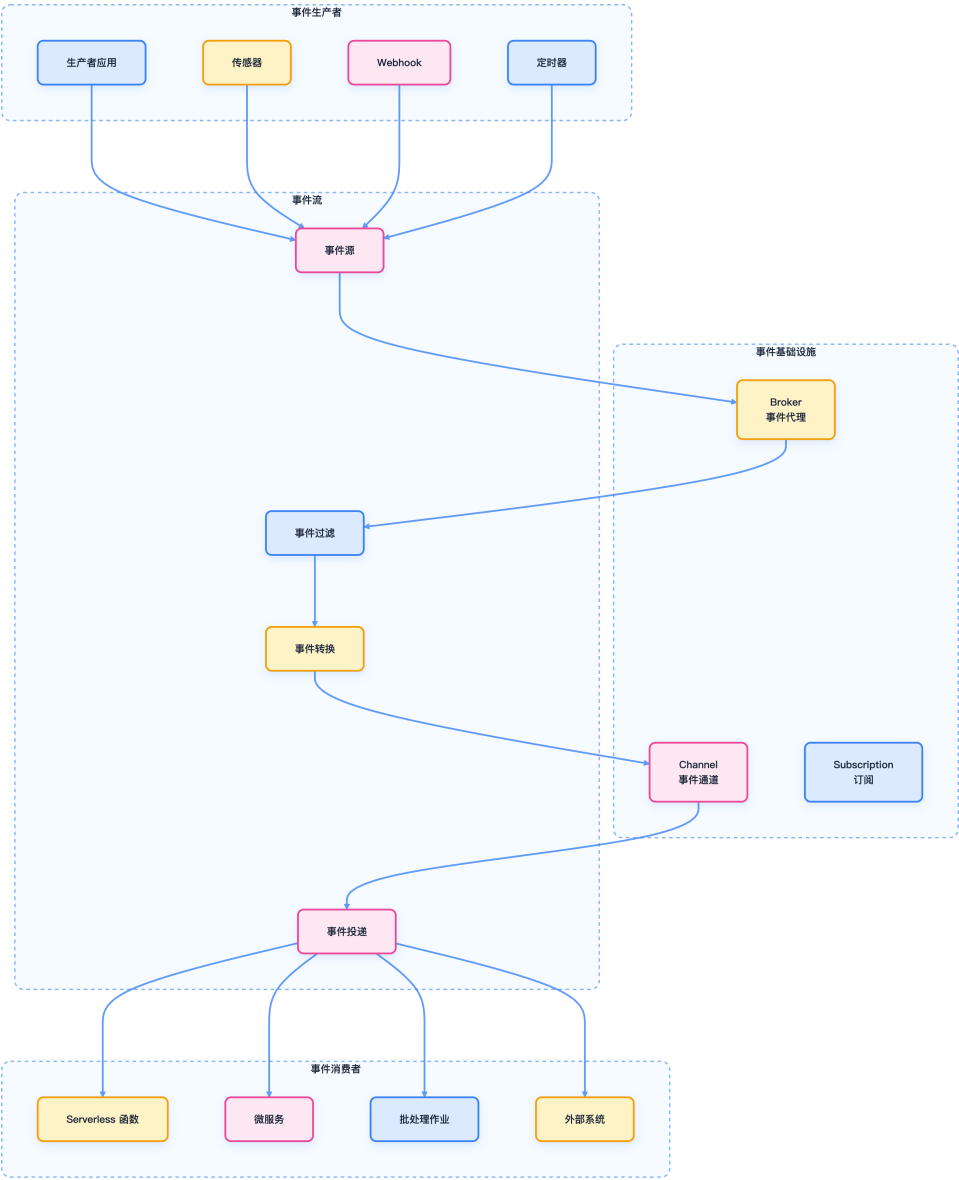 事件生产者
生产者应用
传感器
Webhook
定时器
事件流
事件源
事件基础设施
Broker
事件代理
事件过滤
事件转换
Channel
事件通道
Subscription
订阅
事件投递
事件消费者
Serverless 函数
微服务
批处理作业
外部系统